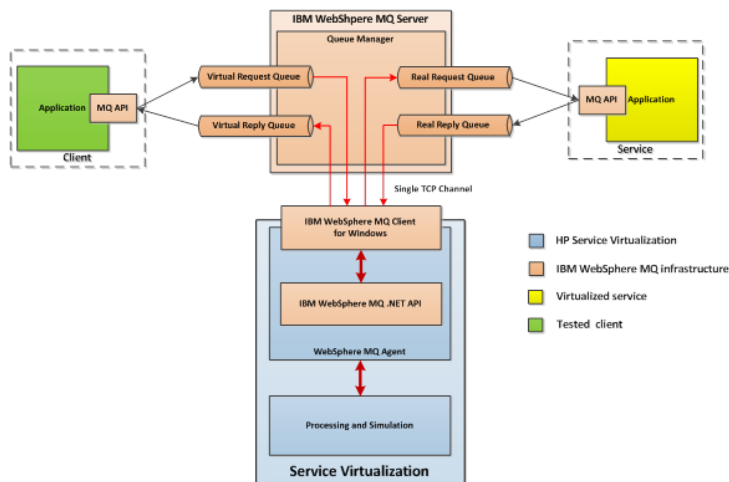 IBM WebShpere MQ Server
Queue Manager
Virtual Request Queue
Real Request Queue
Application
MQ API
MQ API
Application
Virtual Reply Queue
Real Reply Queue
Client
Service
Single TCP Channel
IBM WebSphere MQ Client
for Windows
HP Service Virtualization
IBM WebSphere MQ infrastructure
IBM WebSphere MQ .NET API
Virtualized service
Tested client
WebSphere MQ Agent
Processing and Simulation
Service Virtualization